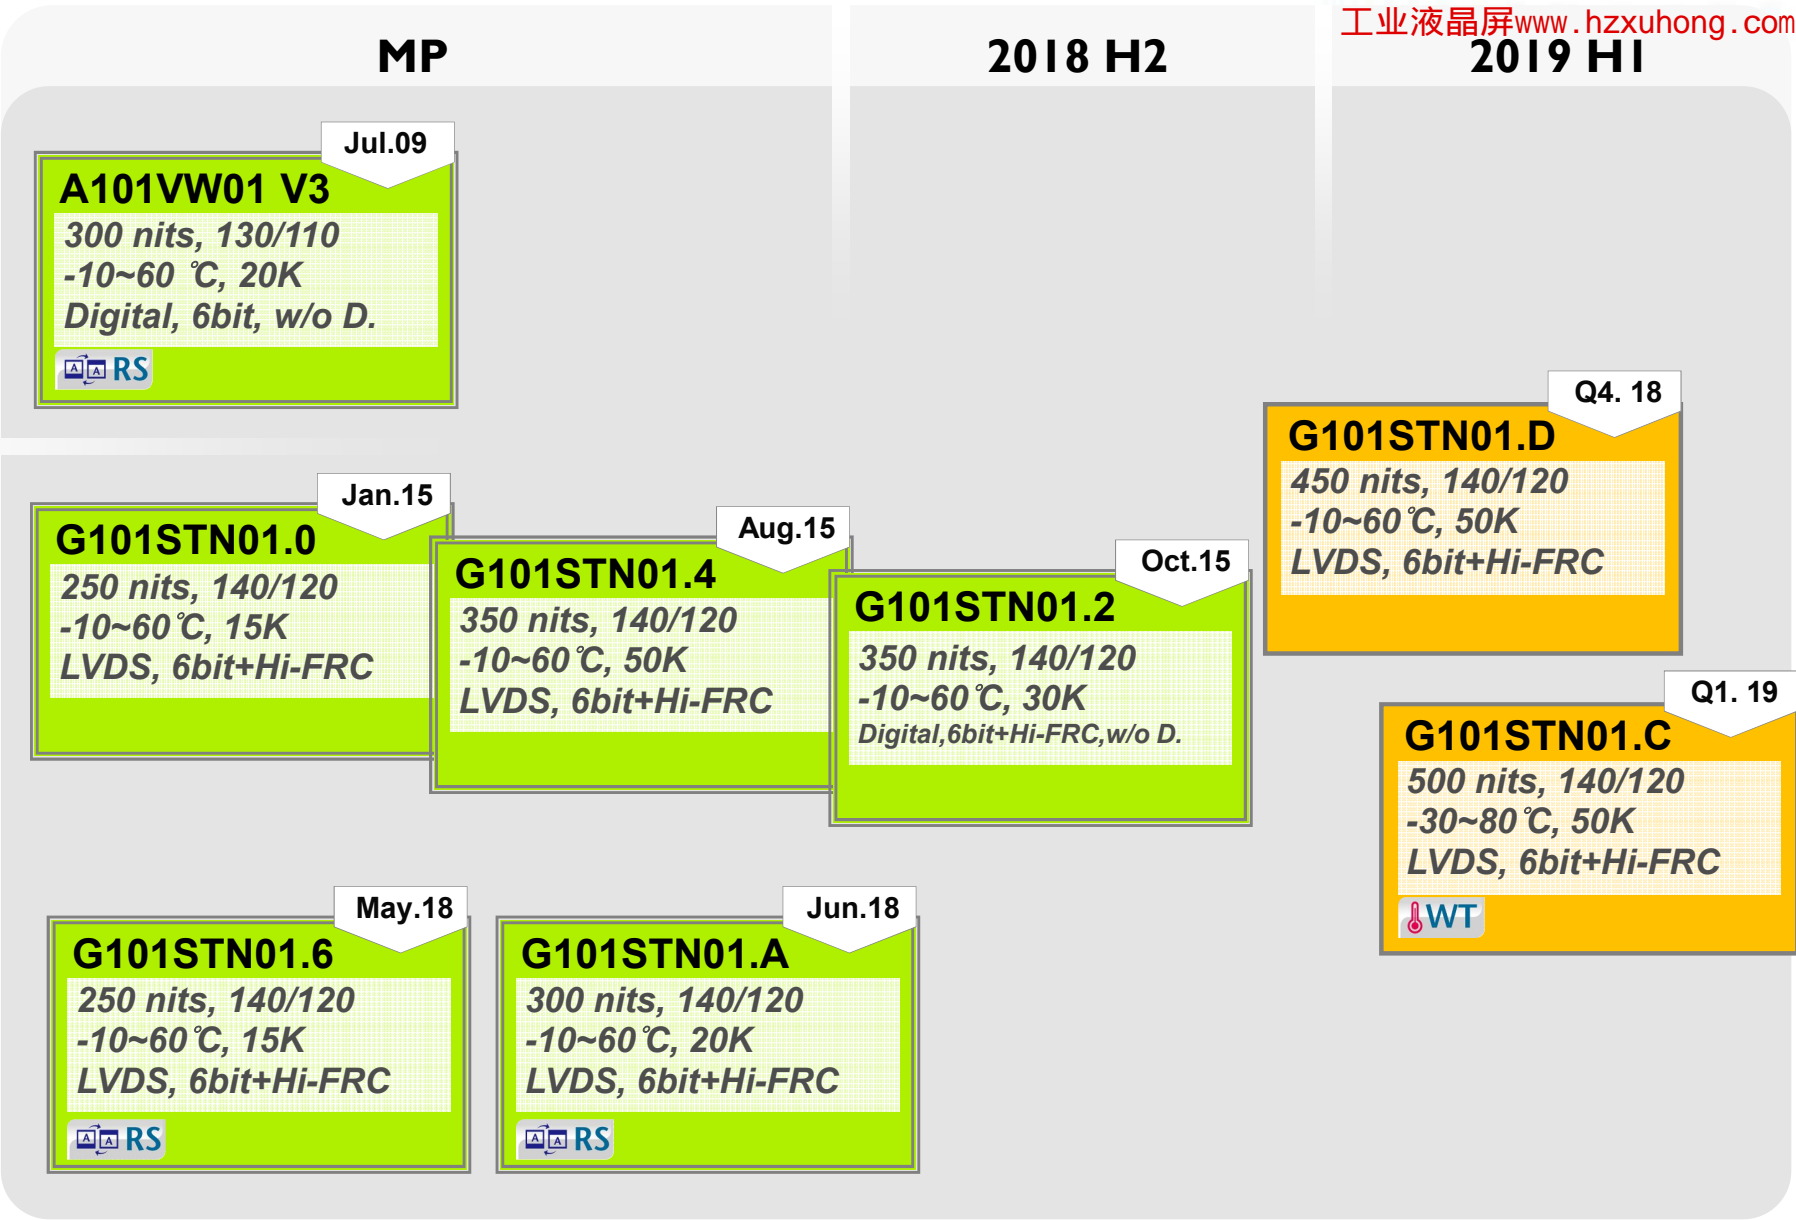 工业液晶屏www.hzxuhong.com
MP
2018 H2
2019 H1
Jul.09
A101VW01 V3
300 nits, 130/110
-10~60 ℃, 20K
Digital, 6bit, w/o D.
RS
Q4. 18
G101STN01.D
450 nits, 140/120
-10~60℃, 50K
LVDS, 6bit+Hi-FRC
Jan.15
G101STN01.0
250 nits, 140/120
-10~60℃, 15K
LVDS, 6bit+Hi-FRC
Aug.15
G101STN01.4
350 nits, 140/120
-10~60℃, 50K
LVDS, 6bit+Hi-FRC
Oct.15
G101STN01.2
350 nits, 140/120
-10~60℃, 30K
Digital,6bit+Hi-FRC,w/o D.
Q1. 19
G101STN01.C
500 nits, 140/120
-30~80℃, 50K
LVDS, 6bit+Hi-FRC
WT
May.18
G101STN01.6
250 nits, 140/120
-10~60℃, 15K
LVDS, 6bit+Hi-FRC
RS
Jun.18
G101STN01.A
300 nits, 140/120
-10~60℃, 20K
LVDS, 6bit+Hi-FRC
RS